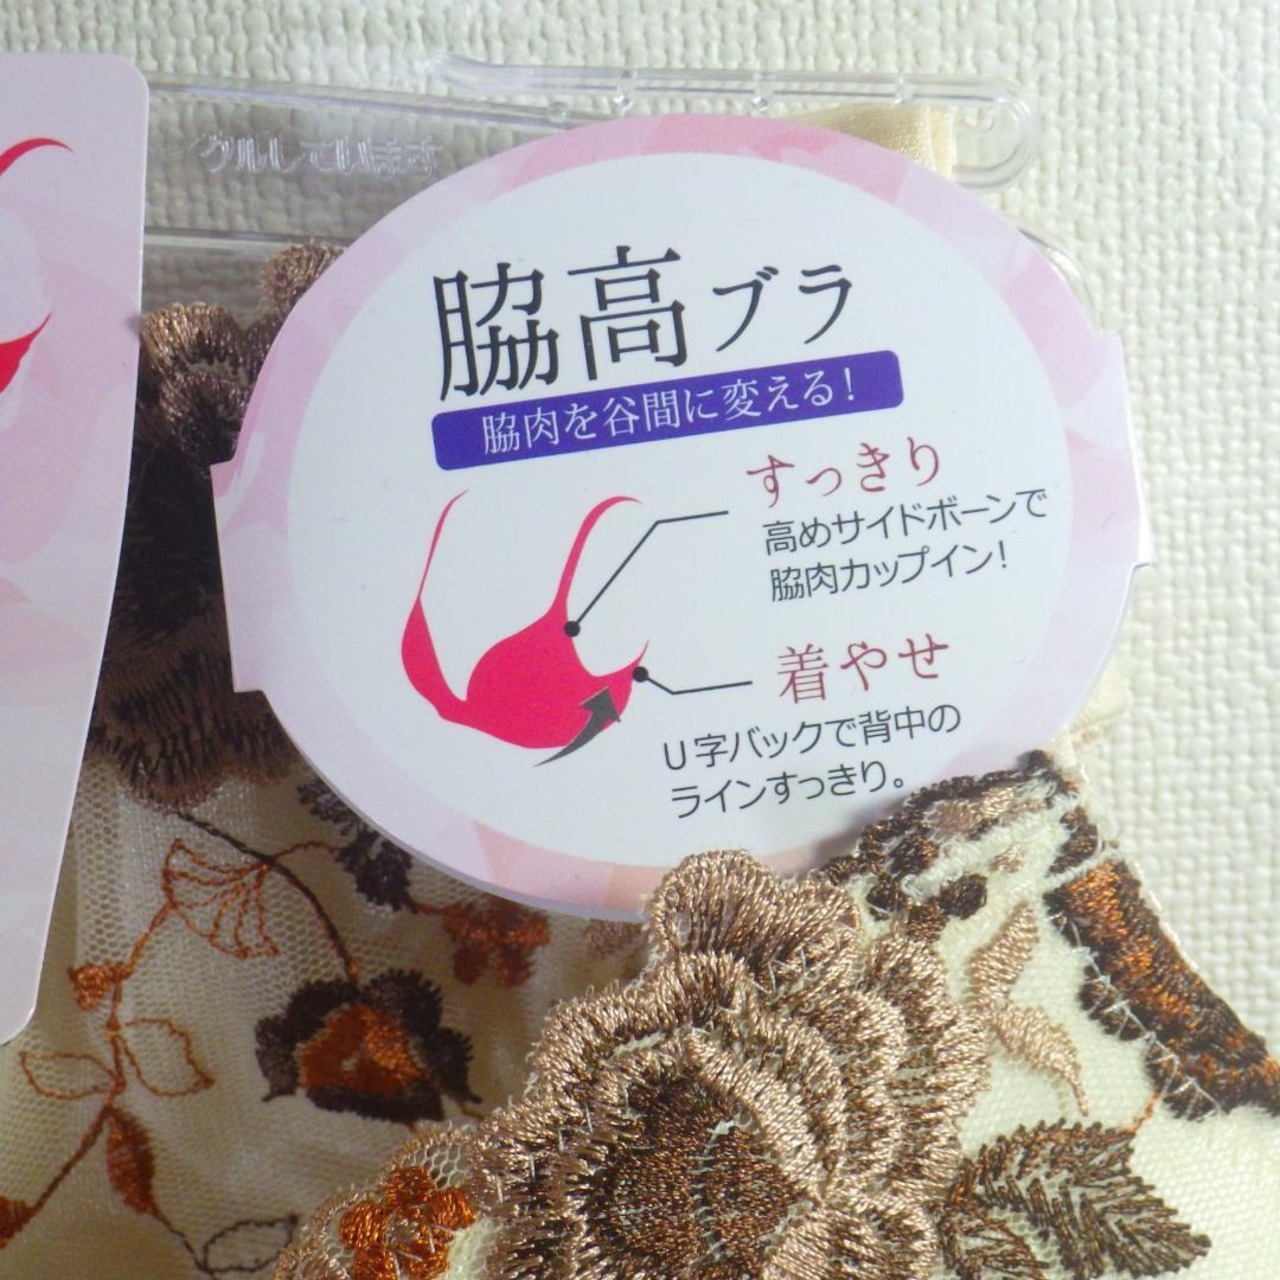 脇高ブラ
脇肉を谷間に変える!
すっきり
高めサイドボーンで
脇肉カップイン!
着やせ
U字バックで背中の
ラインすっきり。